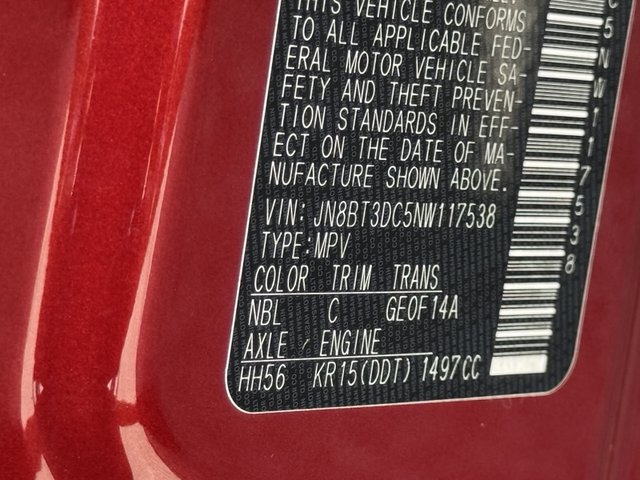 THIS VEHICLE CONFORMS
TO ALL APPLICABLE FED-
ERAL MOTOR VEHICLE SA-
FETY AND THEFT PREVEN-
TION STANDARDS IN EFF-
ECT ON THE DATE OF MA-
NUFACTURE SHOWN ABOVE.
VIN: JN8BT3DC5NW117538
TYPE:MPV
COLOR TRIM TRANS
NBL C GE0F14A
AXLE ENGINE
HH56 KR15(DDT) 1497CC
C5NW117538